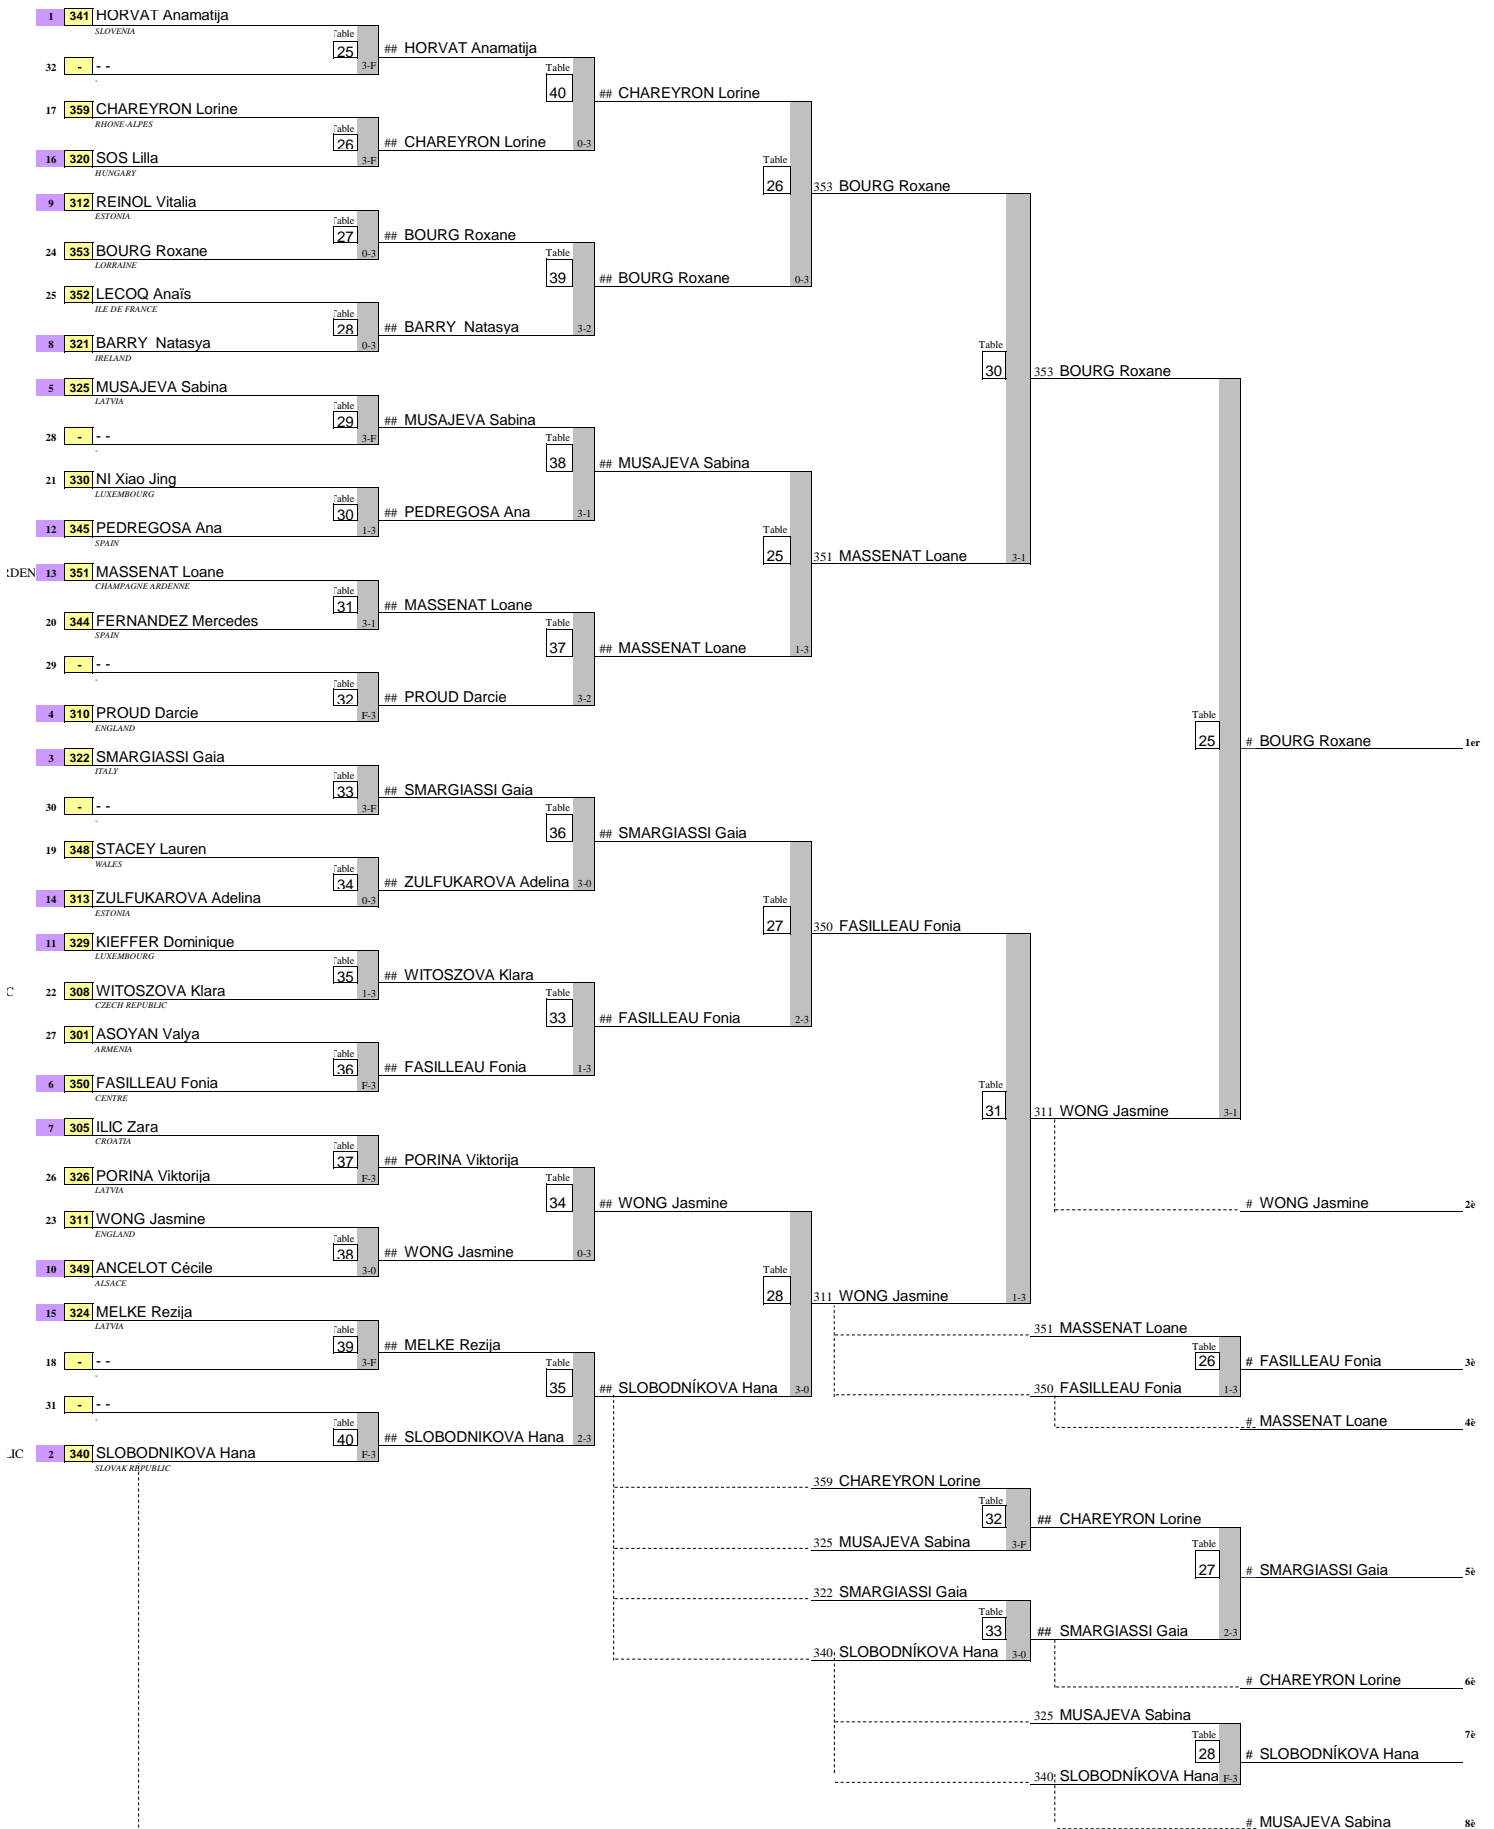 1 341 HORVAT Anamatija
SLOVENIA
Table
25 ## HORVAT Anamatija
32 - - -
3-F
-
Table
40 ## CHAREYRON Lorine
17 359 CHAREYRON Lorine
RHONE-ALPES
Table
26 ## CHAREYRON Lorine 0-3
16 320 SOS Lilla 3-F
HUNGARY
Table
26 353 BOURG Roxane
9 312 REINOL Vitalia
ESTONIA
Table
27 ## BOURG Roxane
24 353 BOURG Roxane 0-3
LORRAINE
Table
39 ## BOURG Roxane 0-3
25 352 LECOQ Anaïs
ILE DE FRANCE
Table
28 ## BARRY Natasya 3-2
8 321 BARRY Natasya 0-3
IRELAND
Table
30 353 BOURG Roxane
5 325 MUSAJEVA Sabina
LATVIA
Table
29 ## MUSAJEVA Sabina
28 - - - 3-F
-
Table
38 ## MUSAJEVA Sabina
21 330 NI Xiao Jing
LUXEMBOURG
Table
30 ## PEDREGOSA Ana 3-1
12 345 PEDREGOSA Ana 1-3
SPAIN
Table
25 351 MASSENAT Loane 3-1
RDEN 13 351 MASSENAT Loane
CHAMPAGNE ARDENNE
Table
31 ## MASSENAT Loane
20 344 FERNANDEZ Mercedes 3-1
SPAIN
Table
37 ## MASSENAT Loane 1-3
29 - - -
-
Table
32 ## PROUD Darcie 3-2
4 310 PROUD Darcie F-3
ENGLAND
Table
25 # BOURG Roxane 1er
3 322 SMARGIASSI Gaia
ITALY
Table
33 ## SMARGIASSI Gaia
30 - - - 3-F
-
Table
36 ## SMARGIASSI Gaia
19 348 STACEY Lauren
WALES
Table
34 ## ZULFUKAROVA Adelina 3-0
14 313 ZULFUKAROVA Adelina 0-3
ESTONIA
Table
27 350 FASILLEAU Fonia
11 329 KIEFFER Dominique
LUXEMBOURG
Table
35 ## WITOSZOVA Klara
C 22 308 WITOSZOVA Klara 1-3
CZECH REPUBLIC
Table
33 ## FASILLEAU Fonia 2-3
27 301 ASOYAN Valya
ARMENIA
Table
36 ## FASILLEAU Fonia 1-3
6 350 FASILLEAU Fonia F-3
CENTRE
Table
31 311 WONG Jasmine 3-1
7 305 ILIC Zara
CROATIA
Table
37 ## PORINA Viktorija
26 326 PORINA Viktorija F-3
LATVIA
Table
34 ## WONG Jasmine
# WONG Jasmine 2è
23 311 WONG Jasmine
ENGLAND
Table
38 ## WONG Jasmine 0-3
10 349 ANCELOT Cécile 3-0
ALSACE
Table
28 311 WONG Jasmine 1-3
15 324 MELKE Rezija
LATVIA
351 MASSENAT Loane
Table
39 ## MELKE Rezija
18 - - - 3-F
-
Table
26 # FASILLEAU Fonia 3è
Table
35 ## SLOBODNÍKOVA Hana 3-0
350 FASILLEAU Fonia 1-3
31 - - -
-
# MASSENAT Loane 4è
Table
40 ## SLOBODNIKOVA Hana 2-3
LIC 2 340 SLOBODNIKOVA Hana F-3
SLOVAK REPUBLIC
359 CHAREYRON Lorine
Table
32 ## CHAREYRON Lorine
325 MUSAJEVA Sabina 3-F
Table
27 # SMARGIASSI Gaia 5è
322 SMARGIASSI Gaia
Table
33 ## SMARGIASSI Gaia 2-3
340 SLOBODNÍKOVA Hana 3-0
# CHAREYRON Lorine 6è
325 MUSAJEVA Sabina
7è
Table
28 # SLOBODNÍKOVA Hana
340 SLOBODNÍKOVA Hana F-3
# MUSAJEVA Sabina 8è